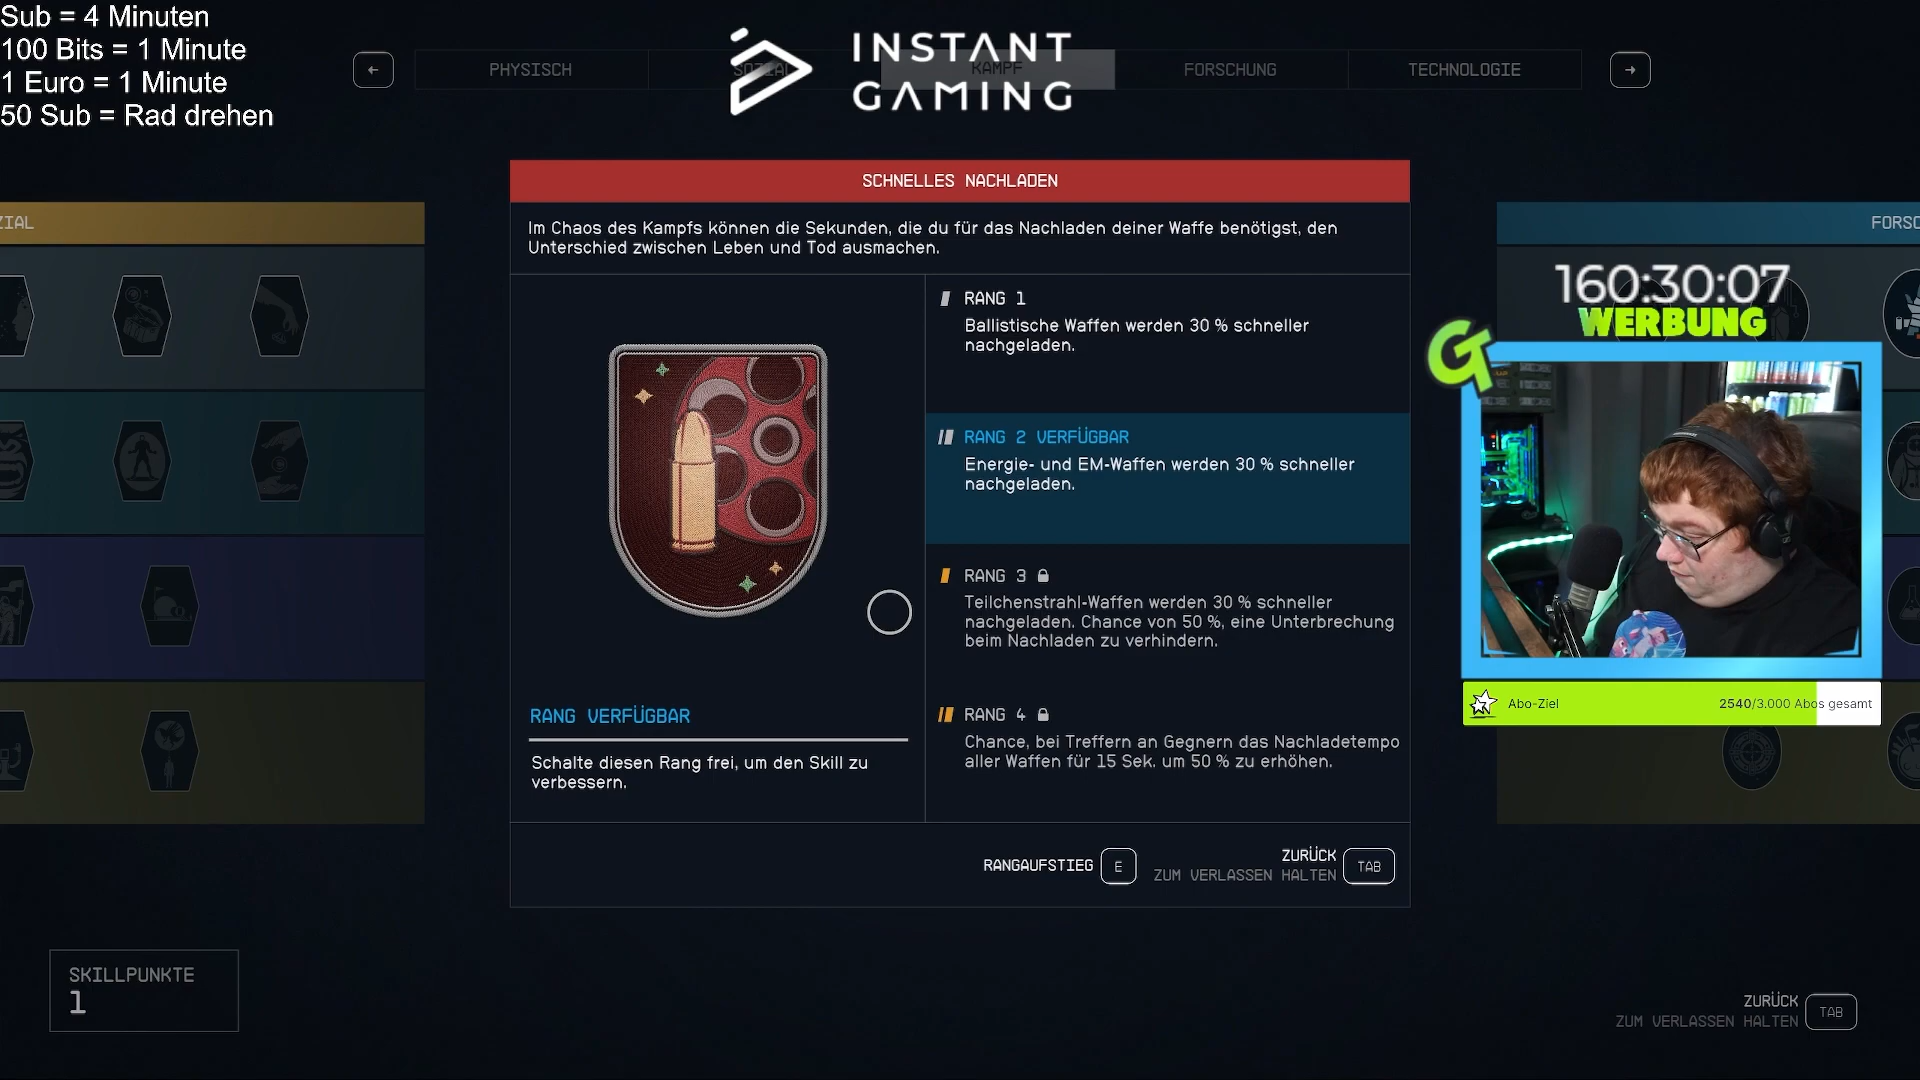 Sub = 4 Minuten
100 Bits = 1 Minute
1 Euro = 1 Minute
50 Sub = Rad drehen
PHYSISCH
SOZIAL
KAMPF
FORSCHUNG
TECHNOLOGIE
INSTANT
GAMING
SCHNELLES NACHLADEN
Im Chaos des Kampfs können die Sekunden, die du für das Nachladen deiner Waffe benötigst, den
Unterschied zwischen Leben und Tod ausmachen.
ZIAL
FORSC
RANG 1
Ballistische Waffen werden 30 % schneller
nachgeladen.
RANG 2 VERFÜGBAR
Energie- und EM-Waffen werden 30 % schneller
nachgeladen.
RANG 3
Teilchenstrahl-Waffen werden 30 % schneller
nachgeladen. Chance von 50 %, eine Unterbrechung
beim Nachladen zu verhindern.
RANG 4
Chance, bei Treffern an Gegnern das Nachladetempo
aller Waffen für 15 Sek. um 50 % zu erhöhen.
RANG VERFÜGBAR
Schalte diesen Rang frei, um den Skill zu
verbessern.
RANGAUFSTIEG E
ZURÜCK
ZUM VERLASSEN HALTEN TAB
160:30:07
WERBUNG
G
Abo-Ziel 2540/3.000 Abos gesamt
SKILLPUNKTE
1
ZURÜCK
ZUM VERLASSEN HALTEN TAB